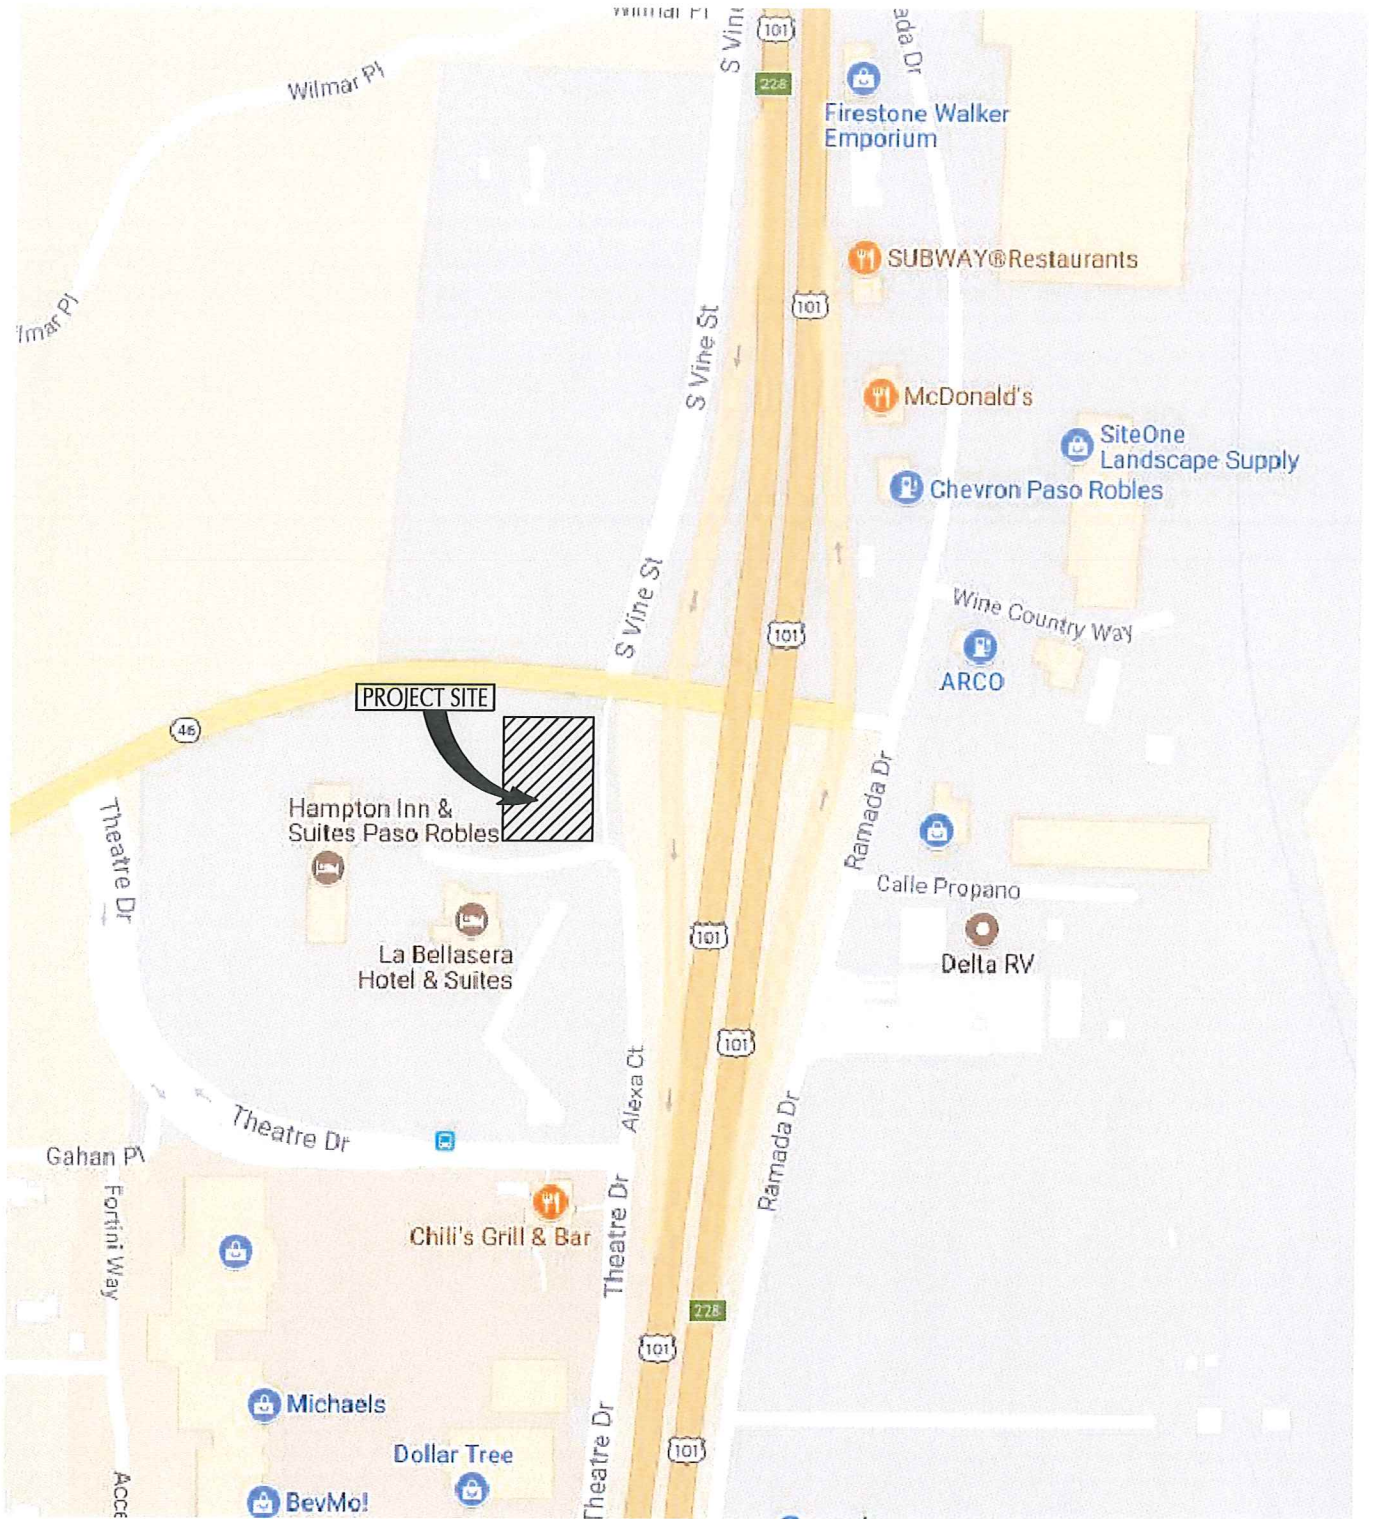 S Vine
101
Wilmar Pl
228
Firestone Walker
Emporium
SUBWAY®Restaurants
101
S Vine St
McDonald's
SiteOne
Landscape Supply
Chevron Paso Robles
S Vine St
Wine Country Way
101
ARCO
PROJECT SITE
46
Ramada Dr
Theatre Dr
Hampton Inn &
Suites Paso Robles
Calle Propano
101
La Bellasera
Hotel & Suites
Delta RV
101
Alexa Ct
Theatre Dr
Ramada Dr
Gahan Pl
Fortini Way
Theatre Dr
Chili's Grill & Bar
228
101
Michaels
Theatre Dr
Dollar Tree
101
BevMo!